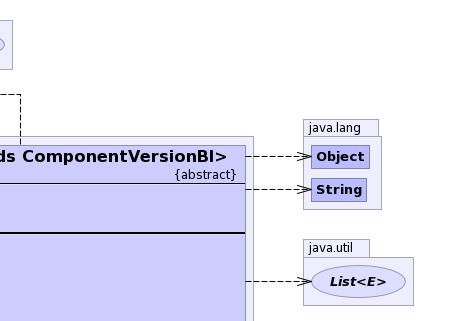 ds ComponentVersionBI>
{abstract}
java.lang
Object
String
java.util
List<E>